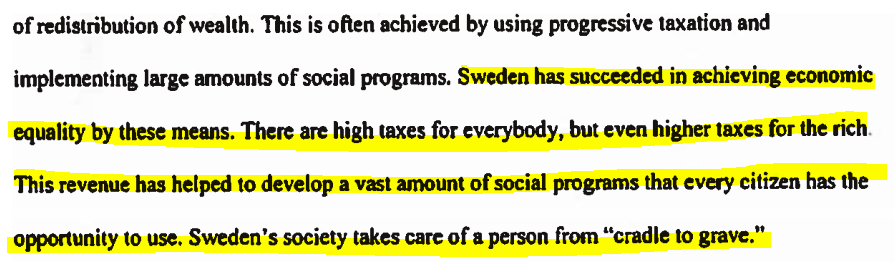 of redistribution of wealth. This is often achieved by using progressive taxation and
implementing large amounts of social programs. Sweden has succeeded in achieving economic
equality by these means. There are high taxes for everybody, but even higher taxes for the rich.
This revenue has helped to develop a vast amount of social programs that every citizen has the
opportunity to use. Sweden's society takes care of a person from “cradle to grave.”